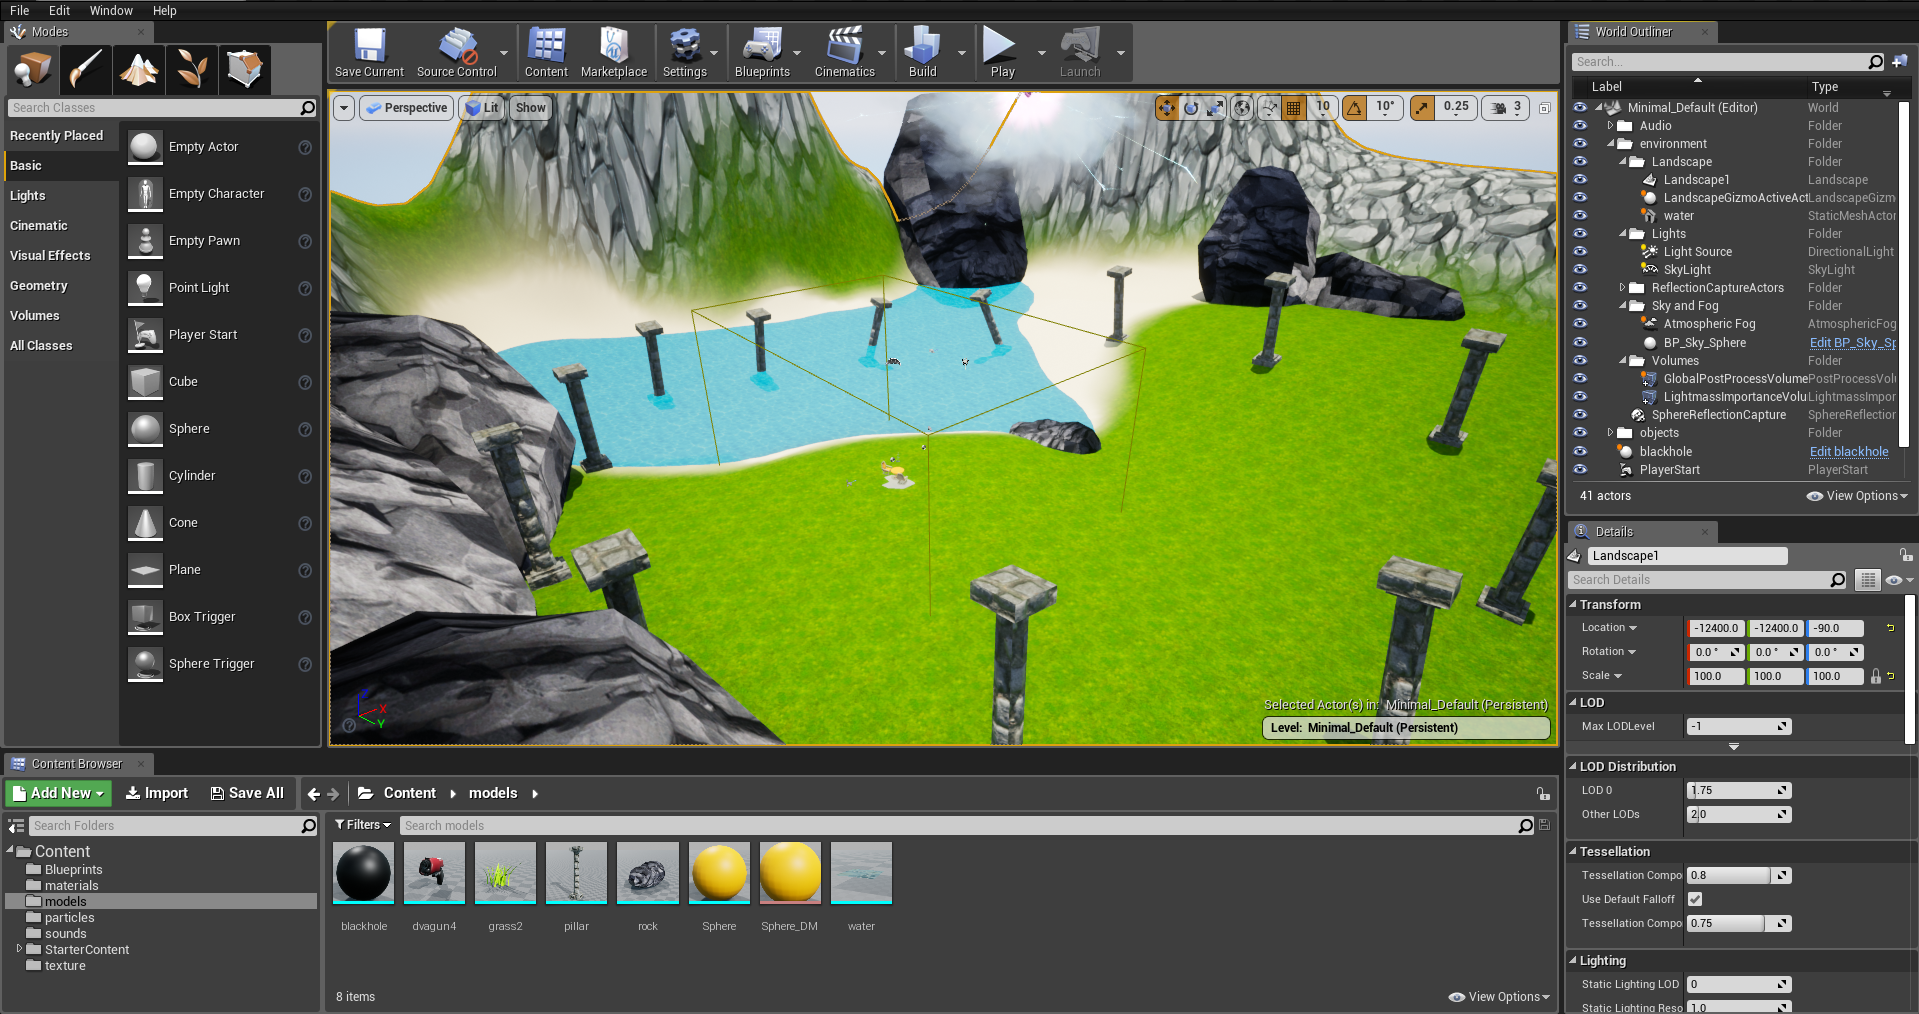 File Edit Window Help
Modes
Search Classes
Recently Placed
Basic
Lights
Cinematic
Visual Effects
Geometry
Volumes
All Classes
Empty Actor
Empty Character
Empty Pawn
Point Light
Player Start
Cube
Sphere
Cylinder
Cone
Plane
Box Trigger
Sphere Trigger
Save Current Source Control Content Marketplace Settings Blueprints Cinematics Build Play Launch
Perspective Lit Show
10 10° 0.25 3
X
Y
Selected Actor(s) in: Minimal_Default (Persistent)
Level: Minimal_Default (Persistent)
World Outliner
Search...
Label Type
Minimal_Default (Editor) World
Audio Folder
environment Folder
Landscape Folder
Landscape1 Landscape
LandscapeGizmoActiveAct LandscapeGizm
water StaticMeshActor
Lights Folder
Light Source DirectionalLight
SkyLight SkyLight
ReflectionCaptureActors Folder
Sky and Fog Folder
Atmospheric Fog AtmosphericFog
BP_Sky_Sphere Edit BP_Sky_Sp
Volumes Folder
GlobalPostProcessVolume PostProcessVolu
LightmassImportanceVolu LightmassImpor
SphereReflectionCapture SphereReflection
objects Folder
blackhole Edit blackhole
PlayerStart PlayerStart
41 actors View Options
Details
Landscape1
Search Details
Transform
Location -12400.0 -12400.0 -90.0
Rotation 0.0 ° 0.0 ° 0.0 °
Scale 100.0 100.0 100.0
LOD
Max LODLevel -1
LOD Distribution
LOD 0 1.75
Other LODs 2.0
Tessellation
Tessellation Compo 0.8
Use Default Falloff
Tessellation Compo 0.75
Lighting
Static Lighting LOD 0
Static Lighting Reso 1.0
Content Browser
Add New Import Save All Content models
Search Folders
Content
Blueprints
materials
models
particles
sounds
StarterContent
texture
Filters Search models
blackhole dvagun4 grass2 pillar rock Sphere Sphere_DM water
8 items View Options